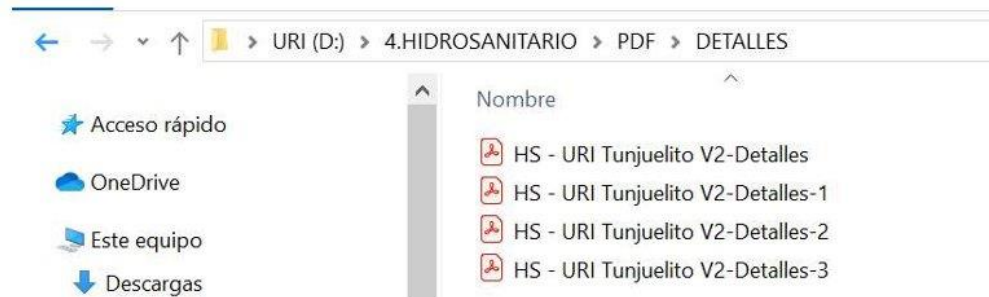 URI (D:) > 4.HIDROSANITARIO > PDF > DETALLES
Acceso rápido
OneDrive
Este equipo
Descargas
Nombre
HS - URI Tunjuelito V2-Detalles
HS - URI Tunjuelito V2-Detalles-1
HS - URI Tunjuelito V2-Detalles-2
HS - URI Tunjuelito V2-Detalles-3